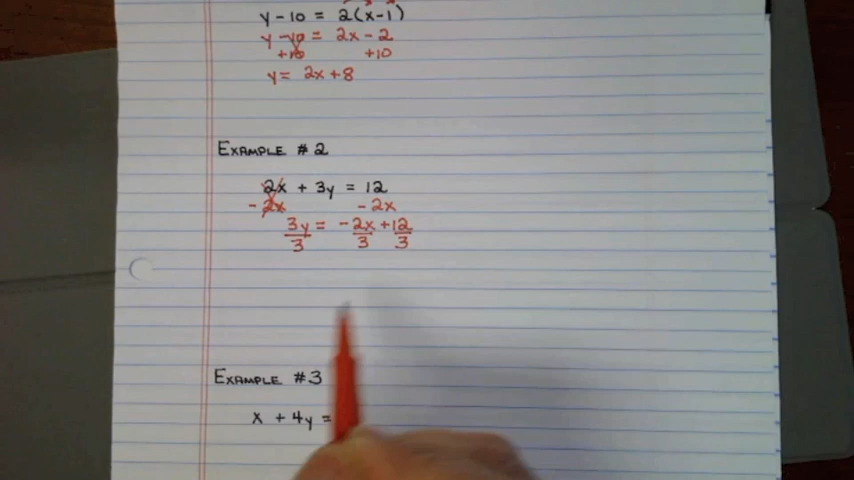 y - 10 = 2(x-1)
y - 10 = 2x - 2
+10 +10
y = 2x + 8
EXAMPLE #2
2x + 3y = 12
- 2x - 2x
3y = -2x + 12
3 3 3
EXAMPLE #3
x + 4y =